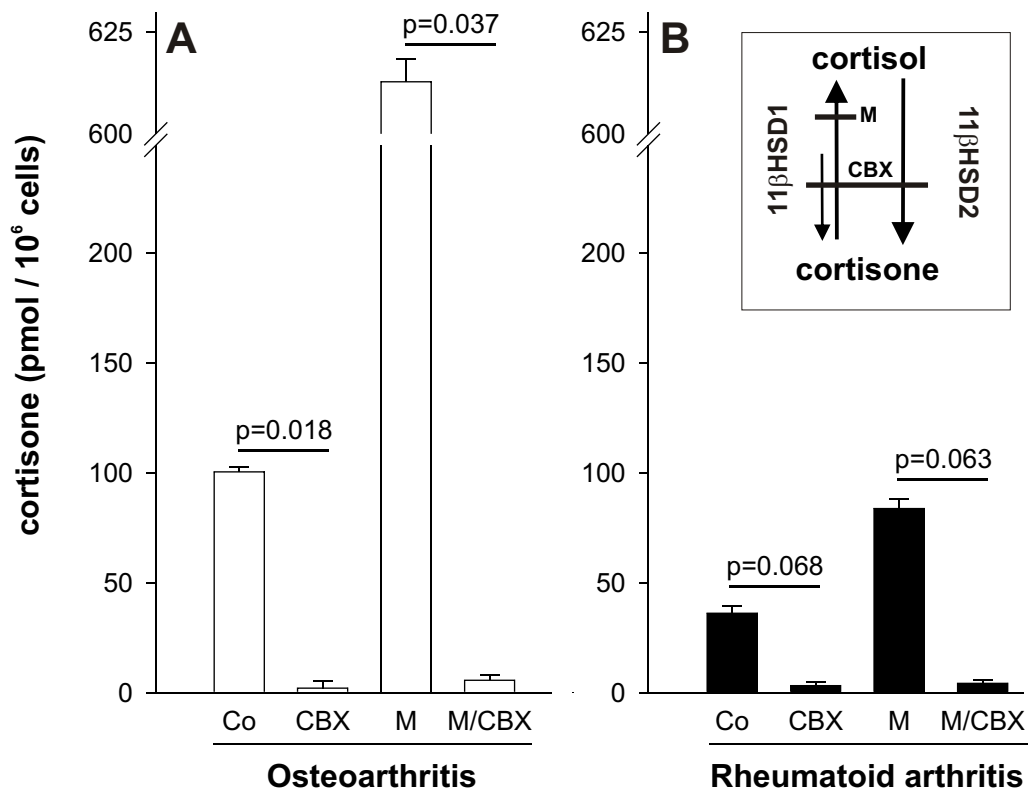 cortisone (pmol / 10⁶ cells)
A
625
600
200
150
100
50
0
p=0.037
p=0.018
Co CBX M M/CBX
Osteoarthritis
B
625
600
200
150
100
50
0
cortisol
M
CBX
11βHSD1
11βHSD2
cortisone
p=0.063
p=0.068
Co CBX M M/CBX
Rheumatoid arthritis